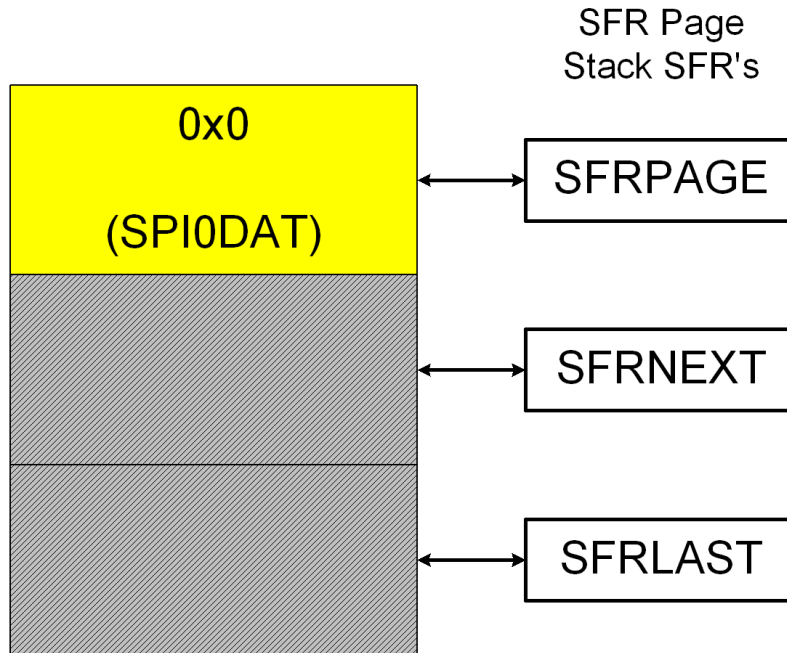 SFR Page
Stack SFR's
0x0
(SPI0DAT)
SFRPAGE
SFRNEXT
SFRLAST